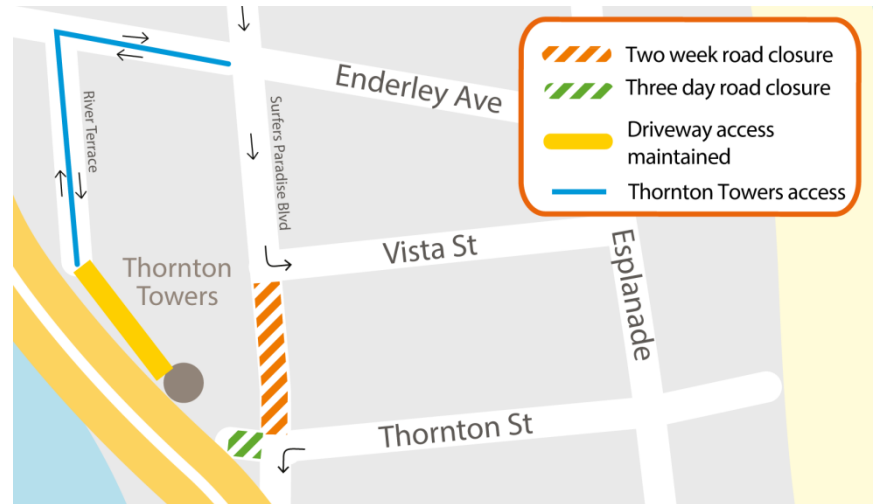 Two week road closure
Three day road closure
Driveway access
maintained
Thornton Towers access
Enderley Ave
River Terrace
Surfers Paradise Blvd
Vista St
Esplanade
Thornton
Towers
Thornton St